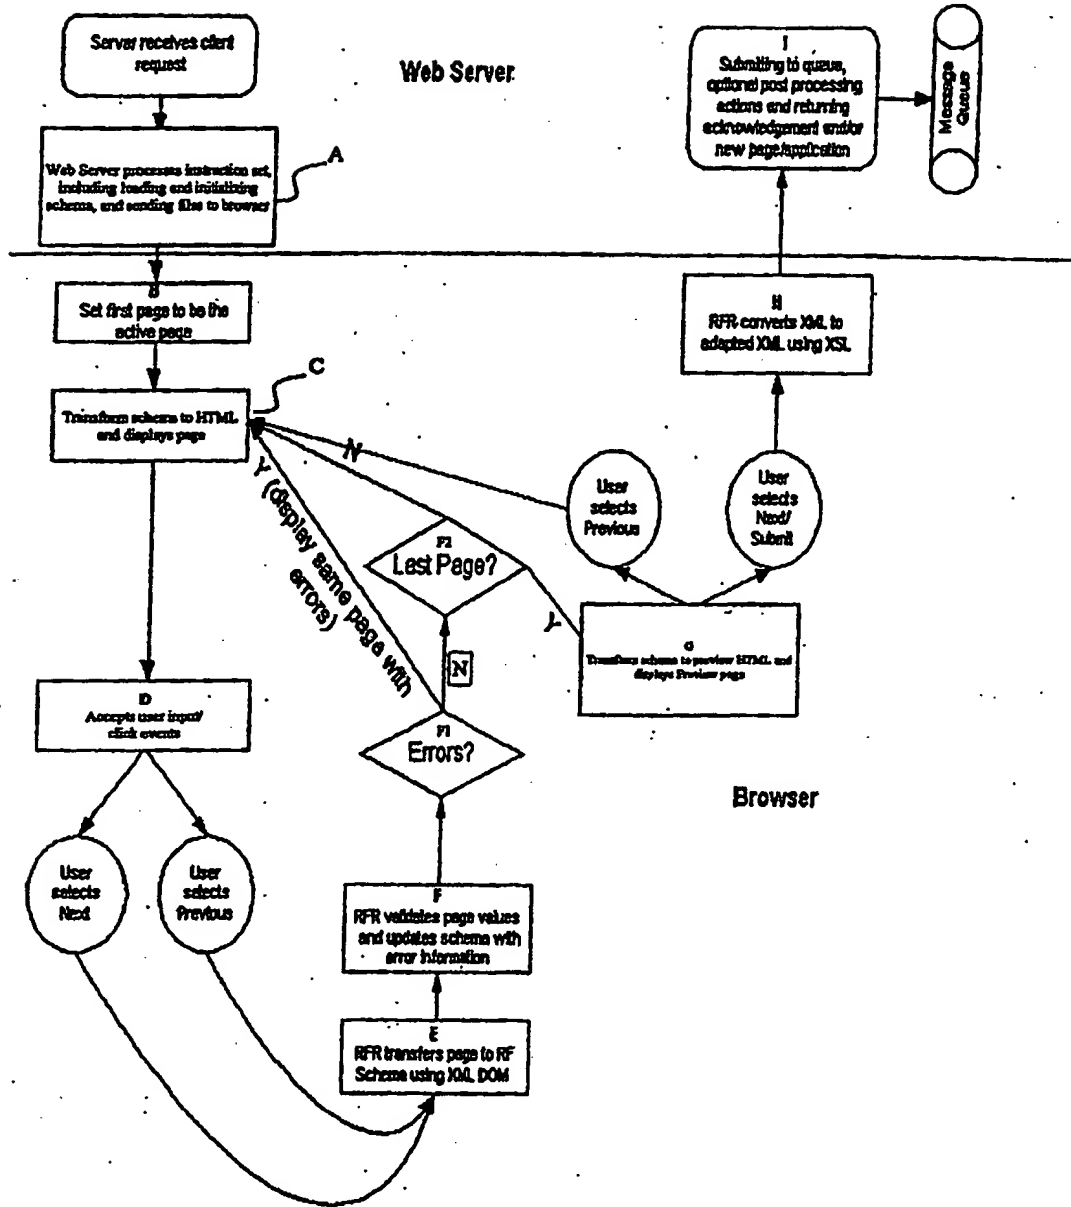 Server receives client
request
Web Server
A
Web Server processes instruction set,
including loading and initializing
schema, and sending files to browser
I
Submitting to queue,
optional post processing
actions and returning
acknowledgement and/or
new page/application
Message
Queue
B
Set first page to be the
active page
H
RFR converts XML to
adapted XML using XSL
C
Transform schema to HTML
and displays page
N
Y (display same page with
errors)
User
selects
Previous
User
selects
Next/
Submit
F2
Last Page?
Y
N
G
Transform schema to preview HTML and
displays Preview page
D
Accepts user input/
click events
F1
Errors?
Browser
User
selects
Next
User
selects
Previous
F
RFR validates page values
and updates schema with
error information
E
RFR transfers page to RF
Schema using XML DOM